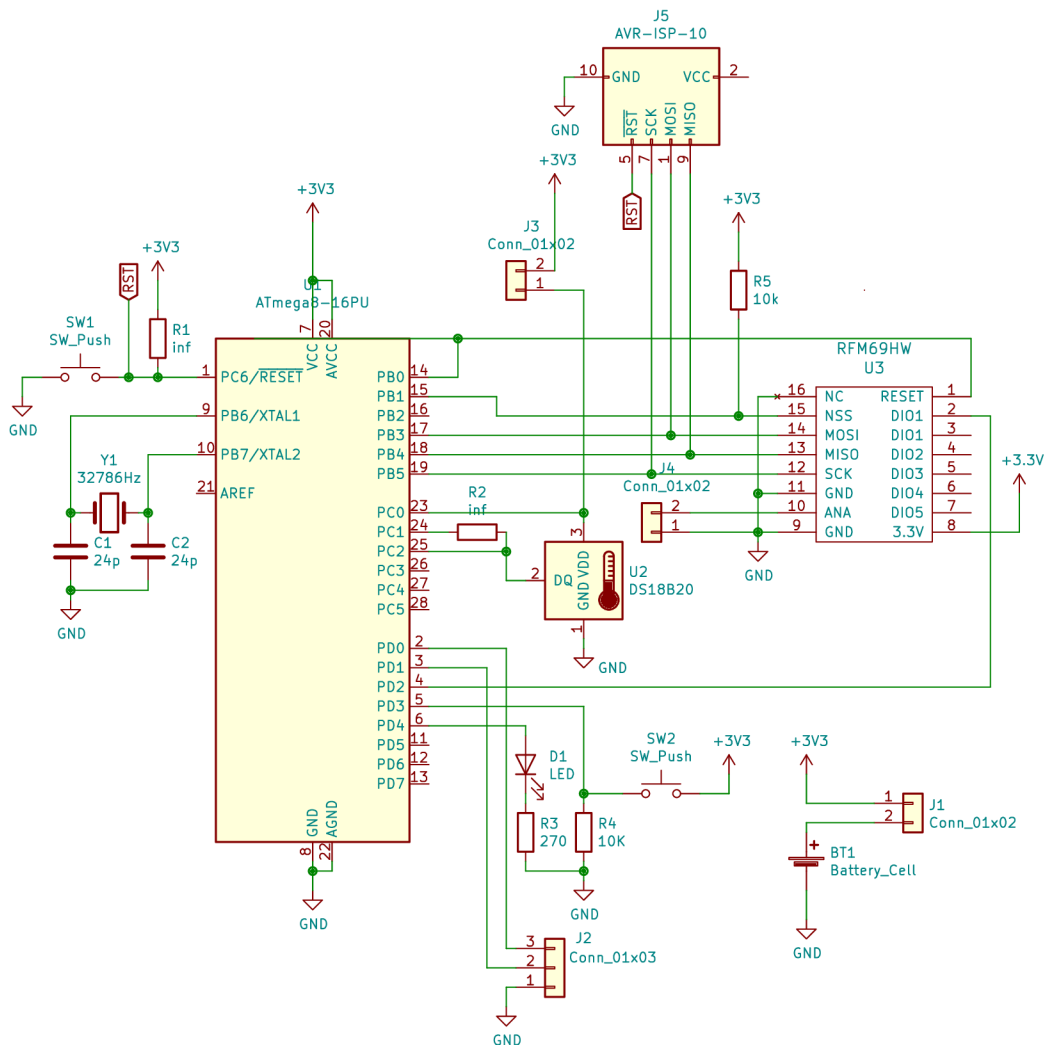 J5
AVR-ISP-10
10 GND
VCC 2
RST
SCK
MOSI
MISO
5
7
1
9
GND
RST
+3V3
J3
Conn_01x02
2
1
+3V3
R5
10k
+3V3
+3V3
RST
R1
inf
SW1
SW_Push
GND
U1
ATmega8-16PU
7
20
VCC
AVCC
1 PC6/RESET
9 PB6/XTAL1
10 PB7/XTAL2
21 AREF
PB0 14
PB1 15
PB2 16
PB3 17
PB4 18
PB5 19
PC0 23
PC1 24
PC2 25
PC3 26
PC4 27
PC5 28
PD0 2
PD1 3
PD2 4
PD3 5
PD4 6
PD5 11
PD6 12
PD7 13
GND
AGND
8
22
GND
Y1
32786Hz
C1
24p
C2
24p
GND
R2
inf
RFM69HW
U3
16 NC
15 NSS
14 MOSI
13 MISO
12 SCK
11 GND
10 ANA
9 GND
RESET 1
DIO1 2
DIO1 3
DIO2 4
DIO3 5
DIO4 6
DIO5 7
3.3V 8
+3.3V
J4
Conn_01x02
2
1
GND
3
2 DQ
VDD
GND
1
U2
DS18B20
GND
D1
LED
SW2
SW_Push
+3V3
R3
270
R4
10K
GND
+3V3
1
2
J1
Conn_01x02
+
BT1
Battery_Cell
GND
J2
Conn_01x03
3
2
1
GND